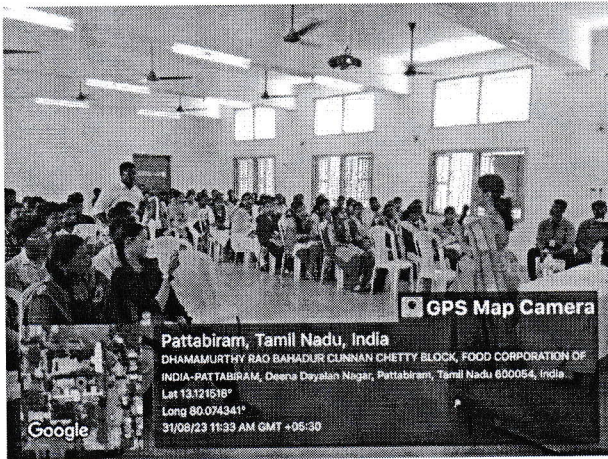 GPS Map Camera
Pattabiram, Tamil Nadu, India
DHAMAMURTHY RAO BAHADUR CUNNAN CHETTY BLOCK, FOOD CORPORATION OF
INDIA-PATTABIRAM, Deena Dayalan Nagar, Pattabiram, Tamil Nadu 600054, India
Lat 13.121518°
Long 80.074341°
31/08/23 11:33 AM GMT +05:30
Google